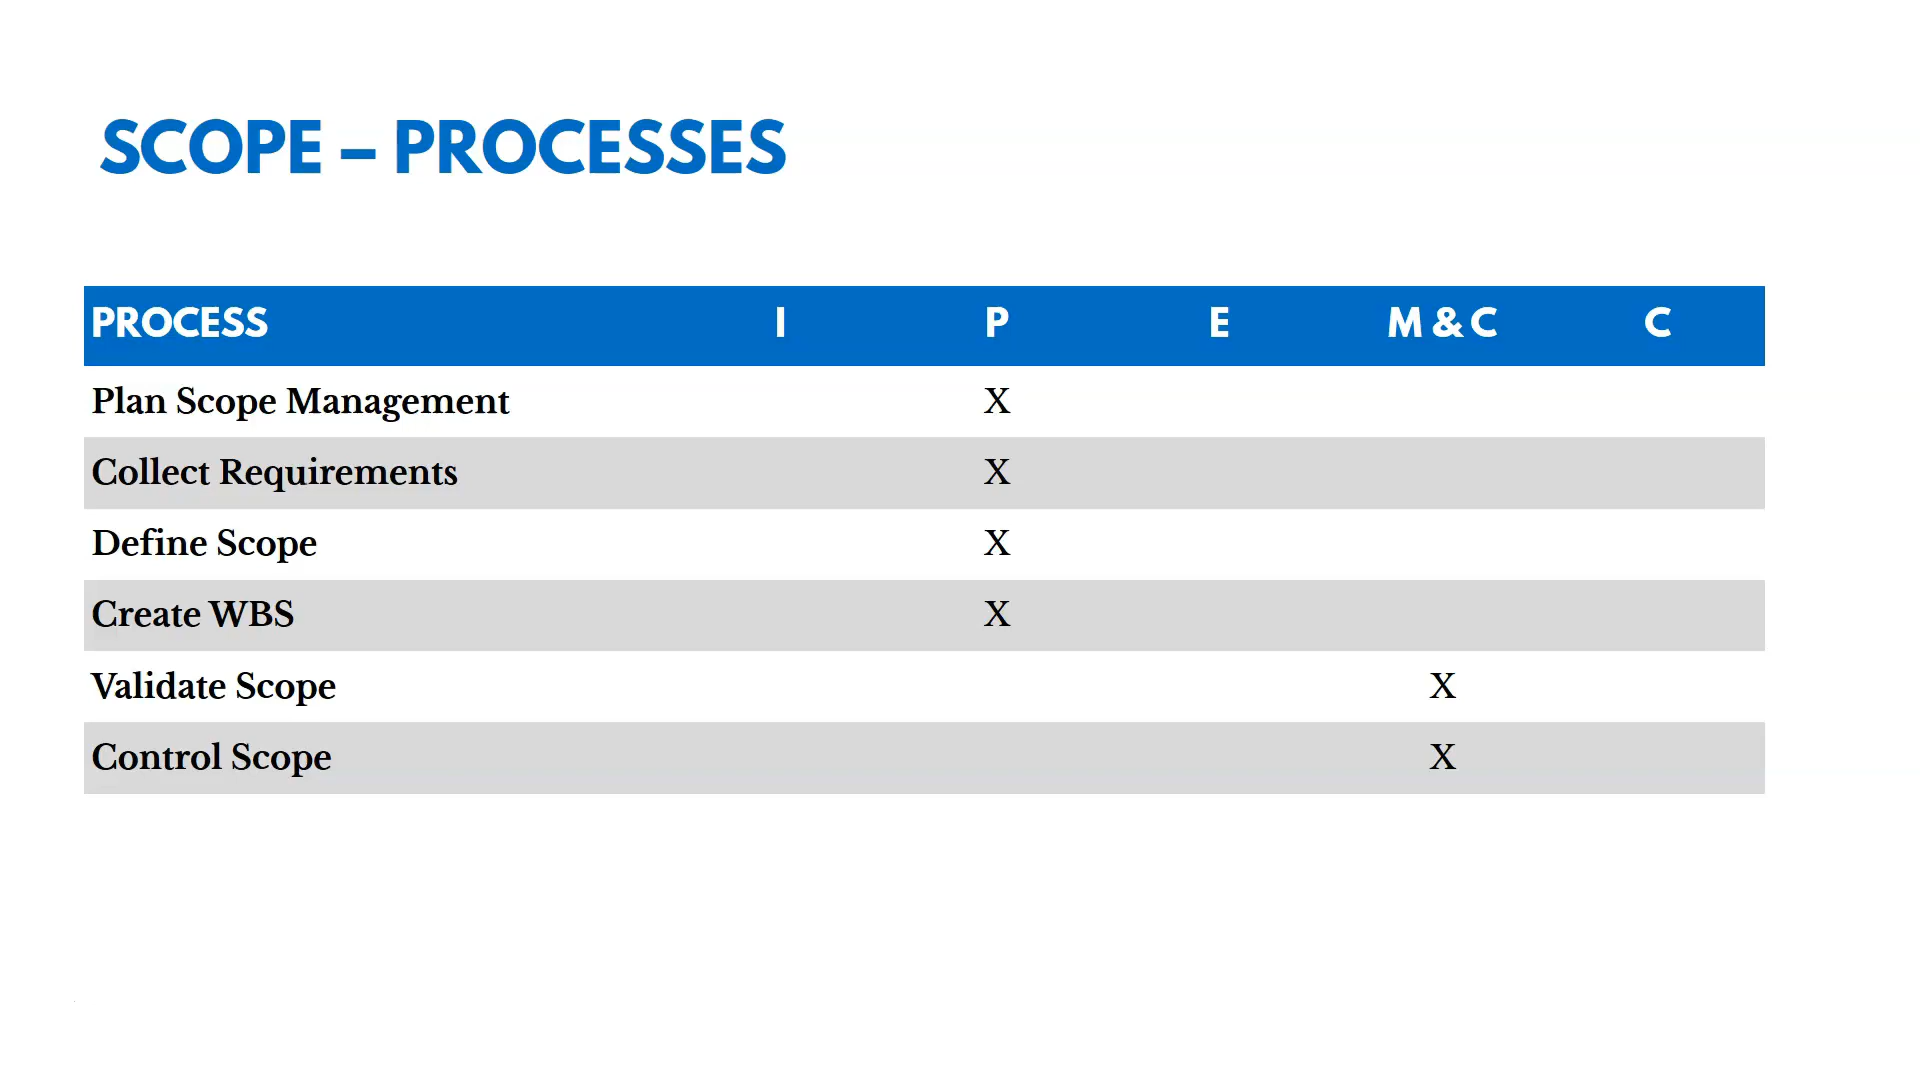 SCOPE – PROCESSES
PROCESS I P E M & C C
Plan Scope Management X
Collect Requirements X
Define Scope X
Create WBS X
Validate Scope X
Control Scope X